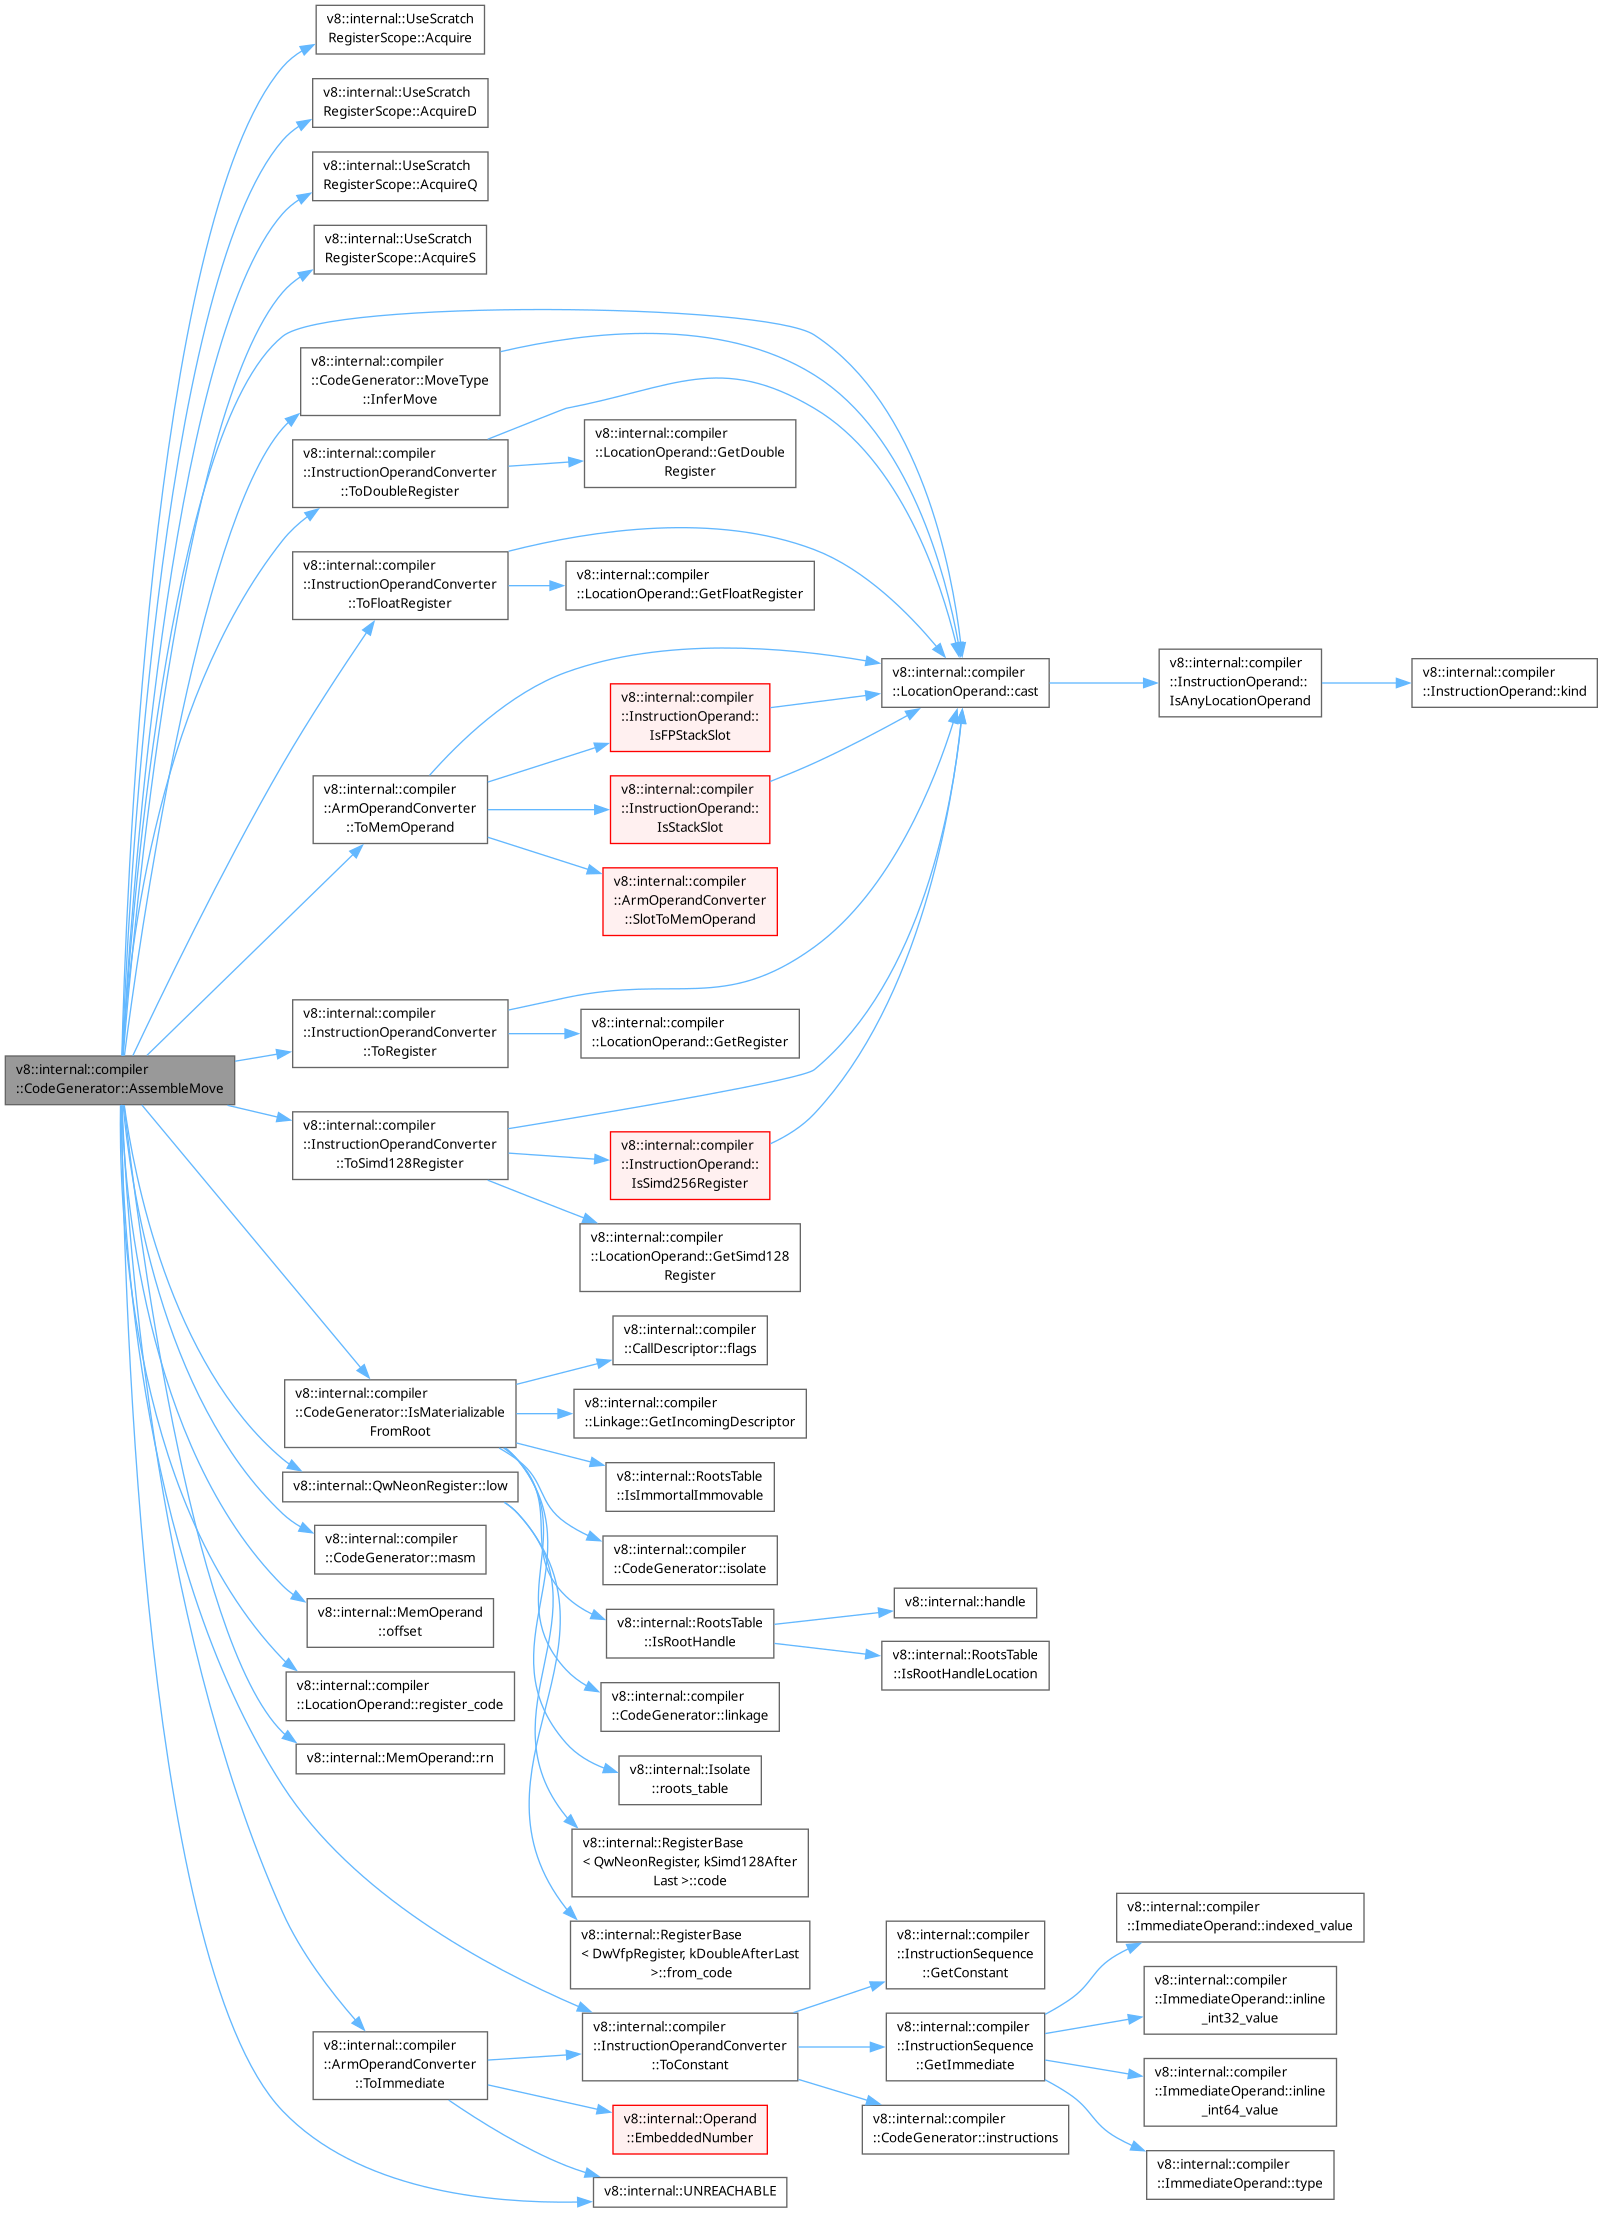 v8::internal::UseScratch
RegisterScope::Acquire
v8::internal::UseScratch
RegisterScope::AcquireD
v8::internal::UseScratch
RegisterScope::AcquireQ
v8::internal::UseScratch
RegisterScope::AcquireS
v8::internal::compiler
::CodeGenerator::MoveType
::InferMove
v8::internal::compiler
::InstructionOperandConverter
::ToDoubleRegister
v8::internal::compiler
::LocationOperand::GetDouble
Register
v8::internal::compiler
::InstructionOperandConverter
::ToFloatRegister
v8::internal::compiler
::LocationOperand::GetFloatRegister
v8::internal::compiler
::LocationOperand::cast
v8::internal::compiler
::InstructionOperand::
IsAnyLocationOperand
v8::internal::compiler
::InstructionOperand::kind
v8::internal::compiler
::InstructionOperand::
IsFPStackSlot
v8::internal::compiler
::ArmOperandConverter
::ToMemOperand
v8::internal::compiler
::InstructionOperand::
IsStackSlot
v8::internal::compiler
::ArmOperandConverter
::SlotToMemOperand
v8::internal::compiler
::InstructionOperandConverter
::ToRegister
v8::internal::compiler
::LocationOperand::GetRegister
v8::internal::compiler
::CodeGenerator::AssembleMove
v8::internal::compiler
::InstructionOperandConverter
::ToSimd128Register
v8::internal::compiler
::InstructionOperand::
IsSimd256Register
v8::internal::compiler
::LocationOperand::GetSimd128
Register
v8::internal::compiler
::CallDescriptor::flags
v8::internal::compiler
::CodeGenerator::IsMaterializable
FromRoot
v8::internal::compiler
::Linkage::GetIncomingDescriptor
v8::internal::RootsTable
::IsImmortalImmovable
v8::internal::QwNeonRegister::low
v8::internal::compiler
::CodeGenerator::masm
v8::internal::compiler
::CodeGenerator::isolate
v8::internal::MemOperand
::offset
v8::internal::RootsTable
::IsRootHandle
v8::internal::handle
v8::internal::RootsTable
::IsRootHandleLocation
v8::internal::compiler
::LocationOperand::register_code
v8::internal::compiler
::CodeGenerator::linkage
v8::internal::MemOperand::rn
v8::internal::Isolate
::roots_table
v8::internal::RegisterBase
< QwNeonRegister, kSimd128After
Last >::code
v8::internal::RegisterBase
< DwVfpRegister, kDoubleAfterLast
>::from_code
v8::internal::compiler
::InstructionSequence
::GetConstant
v8::internal::compiler
::ImmediateOperand::indexed_value
v8::internal::compiler
::ImmediateOperand::inline
_int32_value
v8::internal::compiler
::ArmOperandConverter
::ToImmediate
v8::internal::compiler
::InstructionOperandConverter
::ToConstant
v8::internal::compiler
::InstructionSequence
::GetImmediate
v8::internal::compiler
::ImmediateOperand::inline
_int64_value
v8::internal::Operand
::EmbeddedNumber
v8::internal::compiler
::CodeGenerator::instructions
v8::internal::compiler
::ImmediateOperand::type
v8::internal::UNREACHABLE